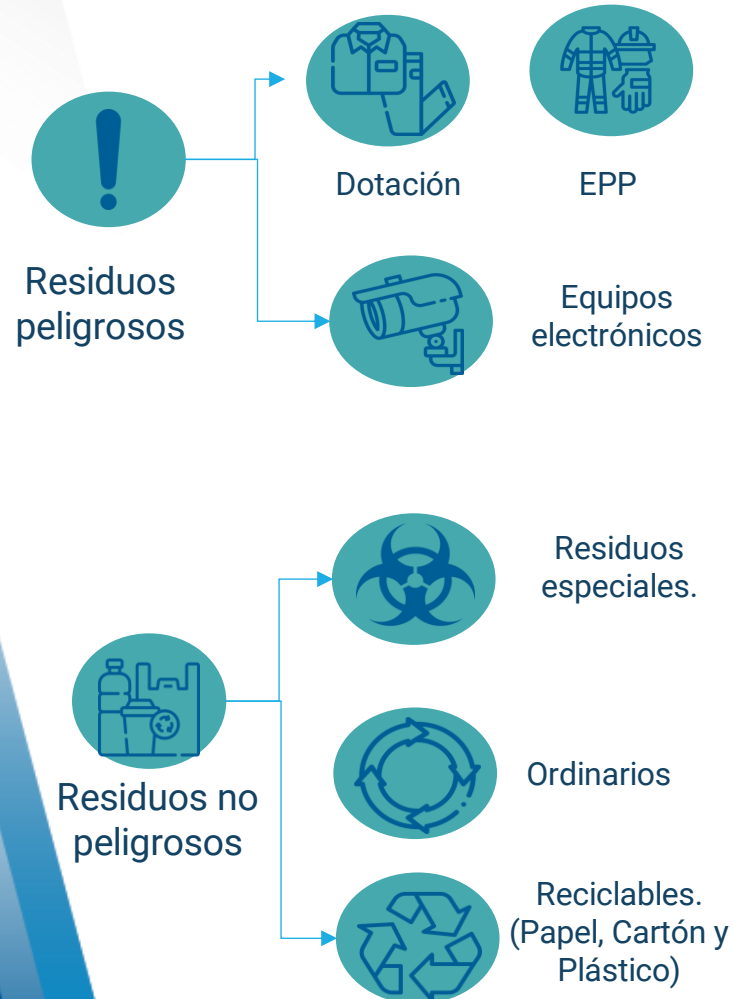 Dotación
EPP
Residuos
peligrosos
Equipos
electrónicos
Residuos
especiales.
Residuos no
peligrosos
Ordinarios
Reciclables.
(Papel, Cartón y
Plástico)